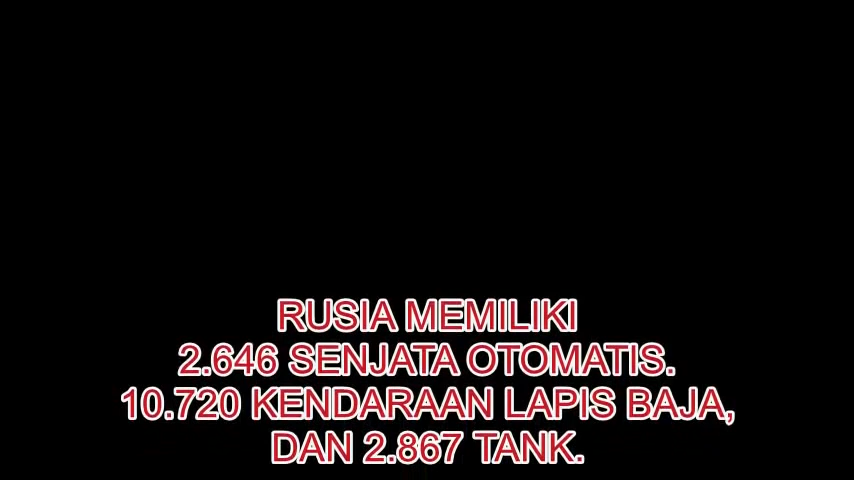 RUSIA MEMILIKI
2.646 SENJATA OTOMATIS.
10.720 KENDARAAN LAPIS BAJA,
DAN 2.867 TANK.